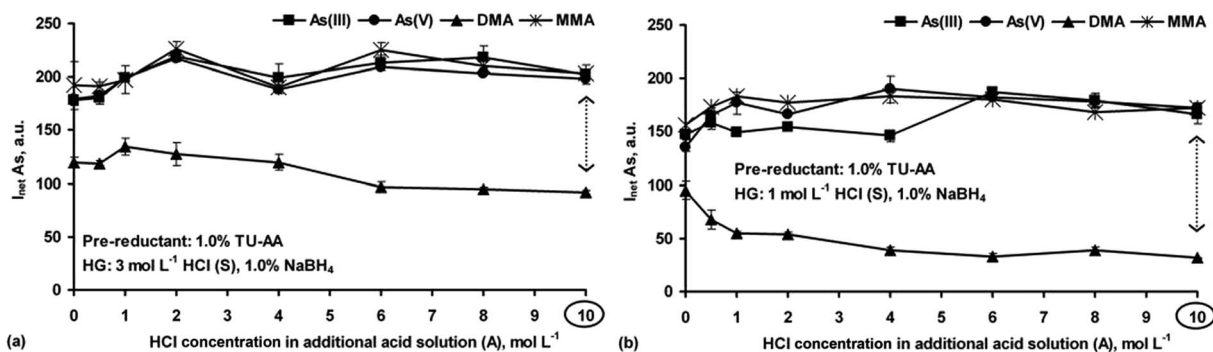 As(III) As(V) DMA MMA
250
200
150
100
50
0
I_net As, a.u.
Pre-reductant: 1.0% TU-AA
HG: 3 mol L⁻¹ HCl (S), 1.0% NaBH₄
0 1 2 3 4 5 6 7 8 9 10
(a) HCl concentration in additional acid solution (A), mol L⁻¹
As(III) As(V) DMA MMA
250
200
150
100
50
0
I_net As, a.u.
Pre-reductant: 1.0% TU-AA
HG: 1 mol L⁻¹ HCl (S), 1.0% NaBH₄
0 1 2 3 4 5 6 7 8 9 10
(b) HCl concentration in additional acid solution (A), mol L⁻¹